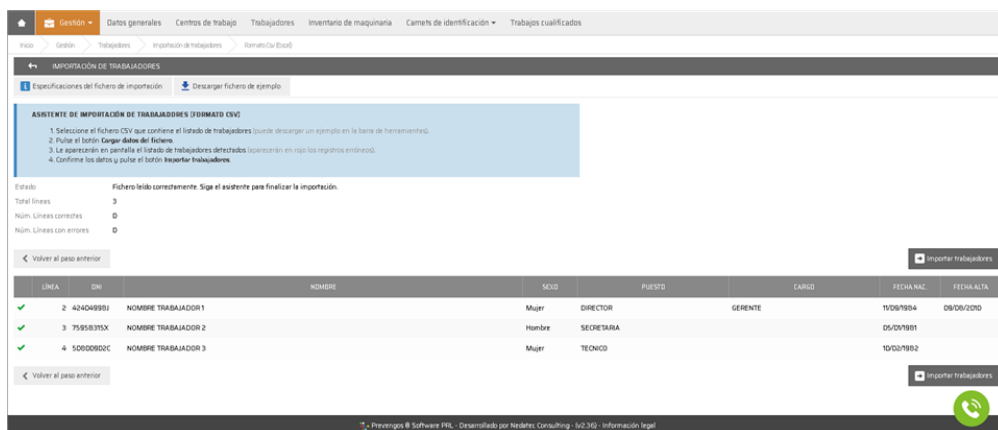 Gestión Datos generales Centros de trabajo Trabajadores Inventario de maquinaria Carnets de identificación Trabajos cualificados
Inicio Gestión Trabajadores Importación de trabajadores Formato Csv (Excel)
IMPORTACIÓN DE TRABAJADORES
Especificaciones del fichero de importación Descargar fichero de ejemplo
ASISTENTE DE IMPORTACIÓN DE TRABAJADORES (FORMATO CSV)
1. Seleccione el fichero CSV que contiene el listado de trabajadores (puede descargar un ejemplo en la barra de herramientas).
2. Pulse el botón Cargar datos del fichero.
3. Le aparecerán en pantalla el listado de trabajadores detectados (aparecerán en rojo los registros erróneos).
4. Confirme los datos y pulse el botón Importar trabajadores.
Estado Fichero leído correctamente. Siga el asistente para finalizar la importación.
Total líneas 3
Núm. Líneas correctas 0
Núm. Líneas con errores 0
Volver al paso anterior Importar trabajadores
LÍNEA DNI NOMBRE SEXO PUESTO CARGO FECHA NAC. FECHA ALTA
2 42404998J NOMBRE TRABAJADOR 1 Mujer DIRECTOR GERENTE 11/09/1984 09/08/2010
3 75958315X NOMBRE TRABAJADOR 2 Hombre SECRETARIA 05/01/1981
4 50800902C NOMBRE TRABAJADOR 3 Mujer TECNICO 10/02/1982
Volver al paso anterior Importar trabajadores
Prevengos ® Software PRL - Desarrollado por Nedatec Consulting - (v2.36) - Información legal